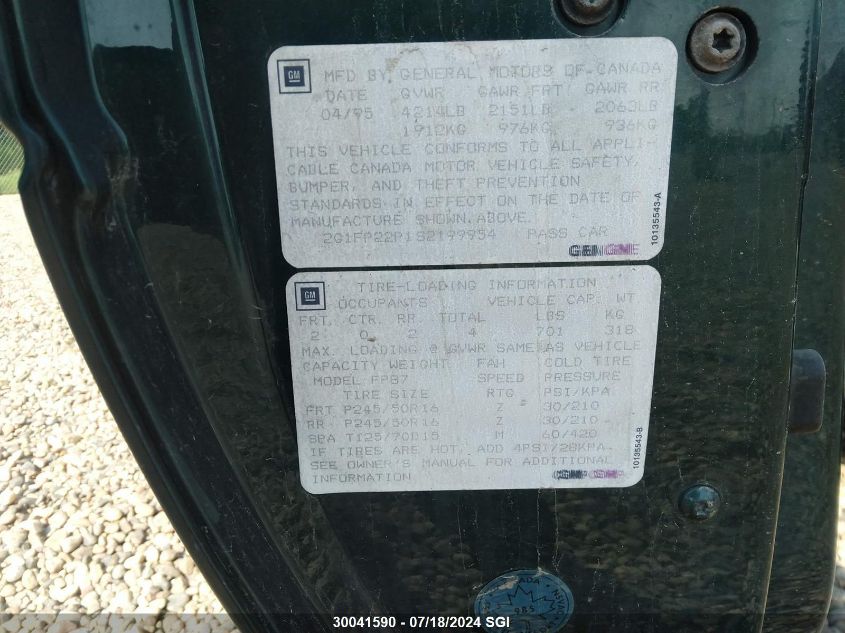 GM
MFD BY GENERAL MOTORS OF CANADA
DATE GVWR GAWR FRT GAWR RR
04/95 4214LB 2151LB 2063LB
1912KG 976KG 936KG
THIS VEHICLE CONFORMS TO ALL APPLI-
CABLE CANADA MOTOR VEHICLE SAFETY,
BUMPER, AND THEFT PREVENTION
STANDARDS IN EFFECT ON THE DATE OF
MANUFACTURE SHOWN ABOVE.
2G1FP22P1S2199954 PASS CAR
10135543-A
GM
TIRE-LOADING INFORMATION
OCCUPANTS VEHICLE CAP. WT
FRT. CTR. RR. TOTAL LBS KG
2 0 2 4 701 318
MAX. LOADING @ GVWR SAME AS VEHICLE
CAPACITY WEIGHT FAH COLD TIRE
MODEL FP87 SPEED PRESSURE
TIRE SIZE RTG PSI/KPA
FRT P245/50R16 Z 30/210
RR P245/50R16 Z 30/210
SPA T125/70D15 M 60/420
IF TIRES ARE HOT, ADD 4PSI/28KPA
SEE OWNER'S MANUAL FOR ADDITIONAL
INFORMATION
10135543-B
30041590 - 07/18/2024 SGI